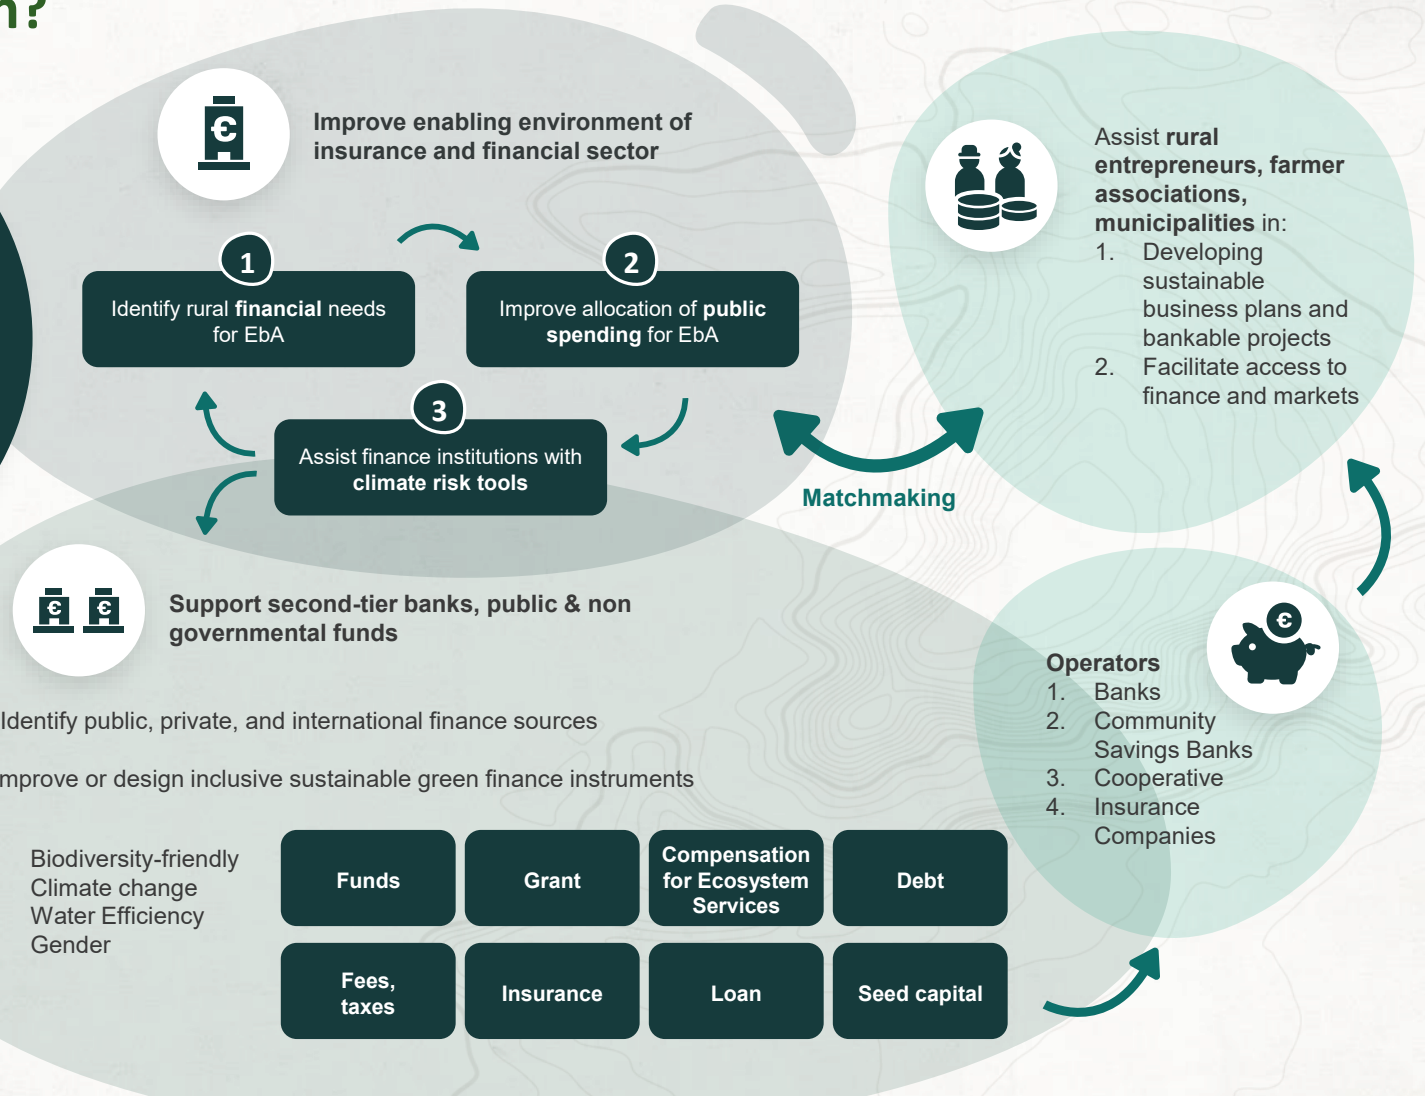 n?
Improve enabling environment of
insurance and financial sector
1
Identify rural financial needs
for EbA
2
Improve allocation of public
spending for EbA
3
Assist finance institutions with
climate risk tools
Matchmaking
Assist rural
entrepreneurs, farmer
associations,
municipalities in:
1. Developing
sustainable
business plans and
bankable projects
2. Facilitate access to
finance and markets
Support second-tier banks, public & non
governmental funds
Identify public, private, and international finance sources
mprove or design inclusive sustainable green finance instruments
Biodiversity-friendly
Climate change
Water Efficiency
Gender
Funds
Grant
Compensation
for Ecosystem
Services
Debt
Fees,
taxes
Insurance
Loan
Seed capital
Operators
1. Banks
2. Community
Savings Banks
3. Cooperative
4. Insurance
Companies